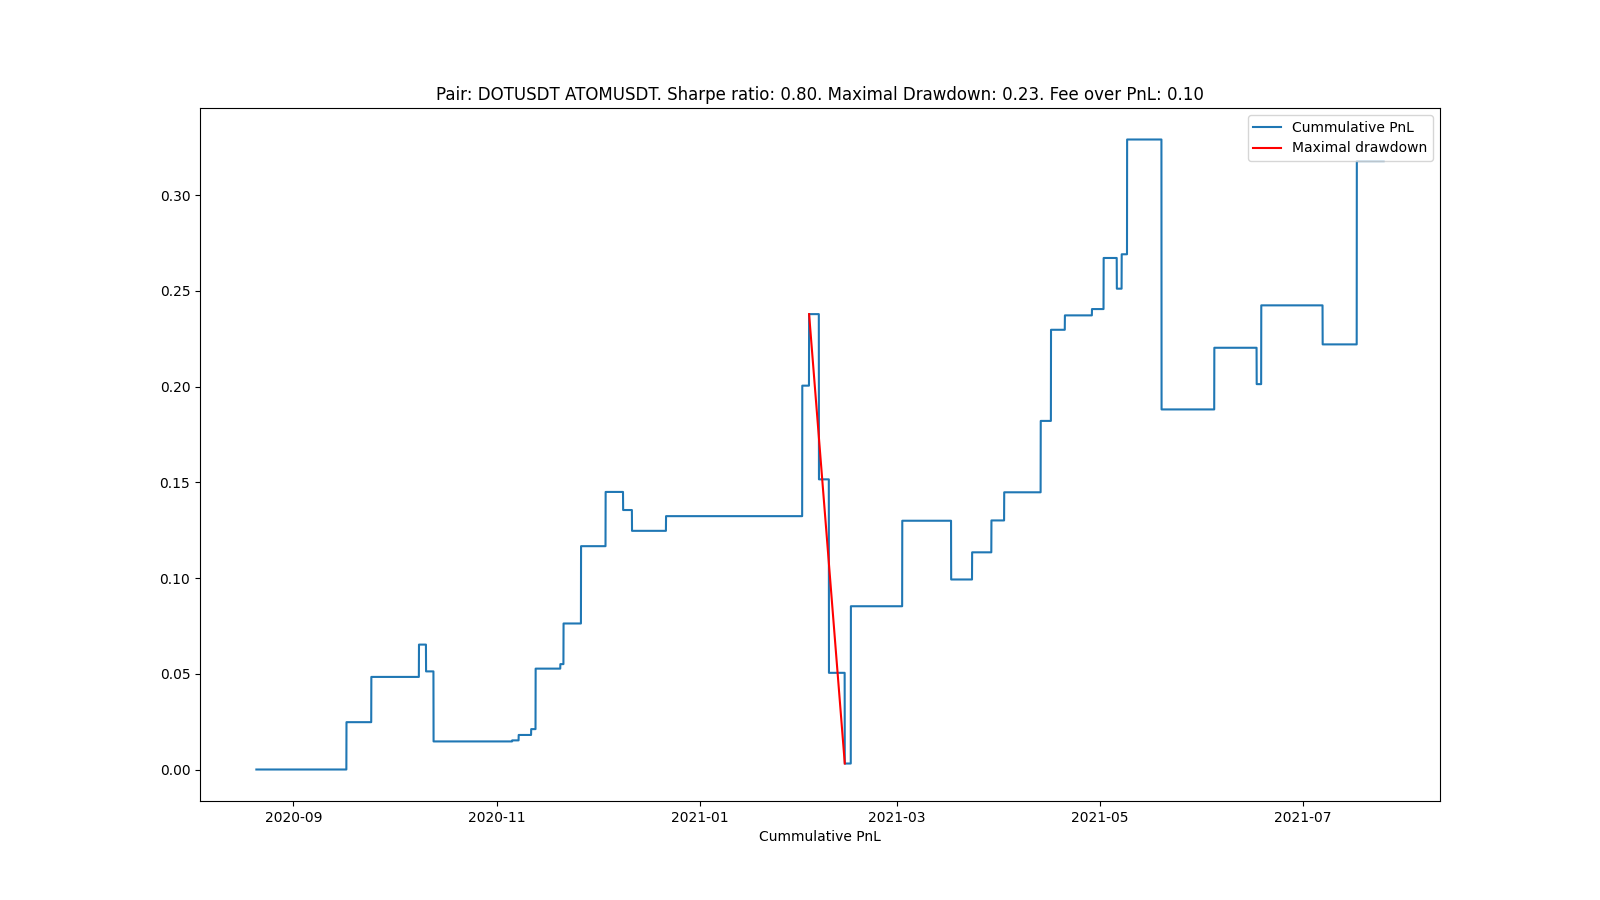 Pair: DOTUSDT ATOMUSDT. Sharpe ratio: 0.80. Maximal Drawdown: 0.23. Fee over PnL: 0.10
Cummulative PnL
Maximal drawdown
0.30
0.25
0.20
0.15
0.10
0.05
0.00
2020-09 2020-11 2021-01 2021-03 2021-05 2021-07
Cummulative PnL